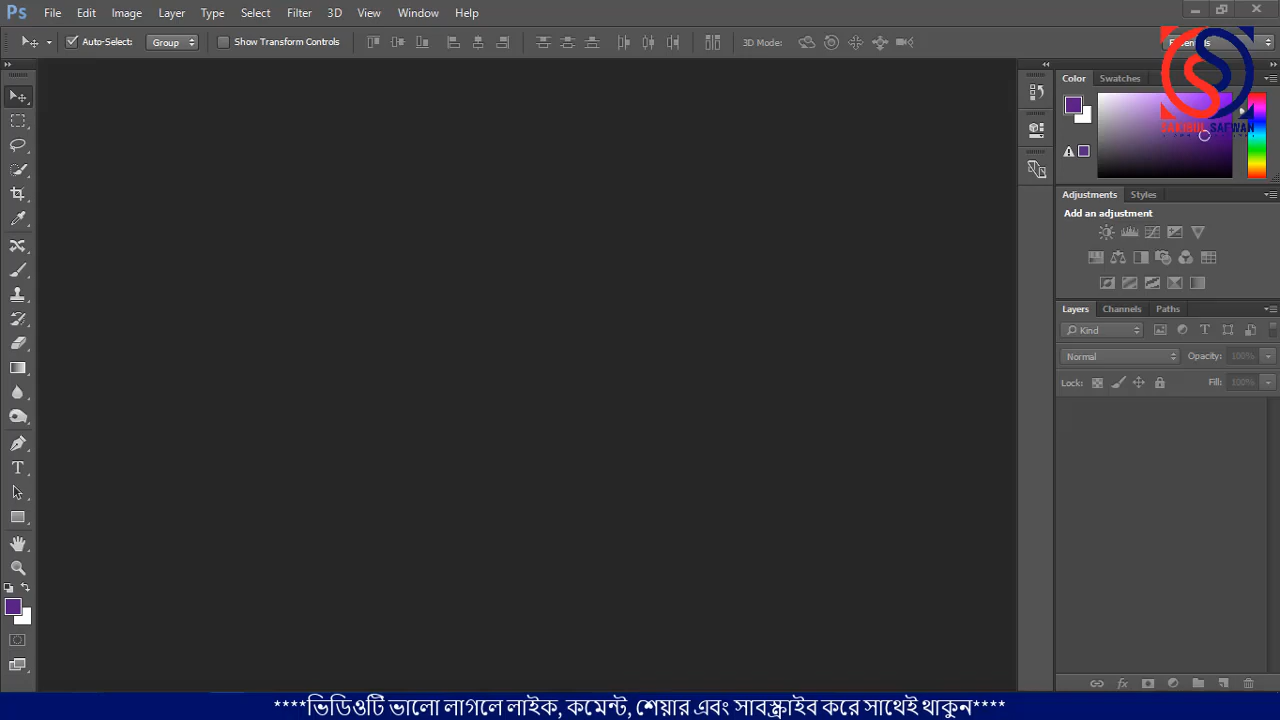 Ps File Edit Image Layer Type Select Filter 3D View Window Help
Auto-Select: Group Show Transform Controls 3D Mode:
Color Swatches
SAKIBUL SAFWAN
Adjustments Styles
Add an adjustment
Layers Channels Paths
Kind
Normal Opacity: 100%
Lock: Fill: 100%
****ভিডিওটি ভালো লাগলে লাইক, কমেন্ট, শেয়ার এবং সাবস্ক্রাইব করে সাথেই থাকুন****